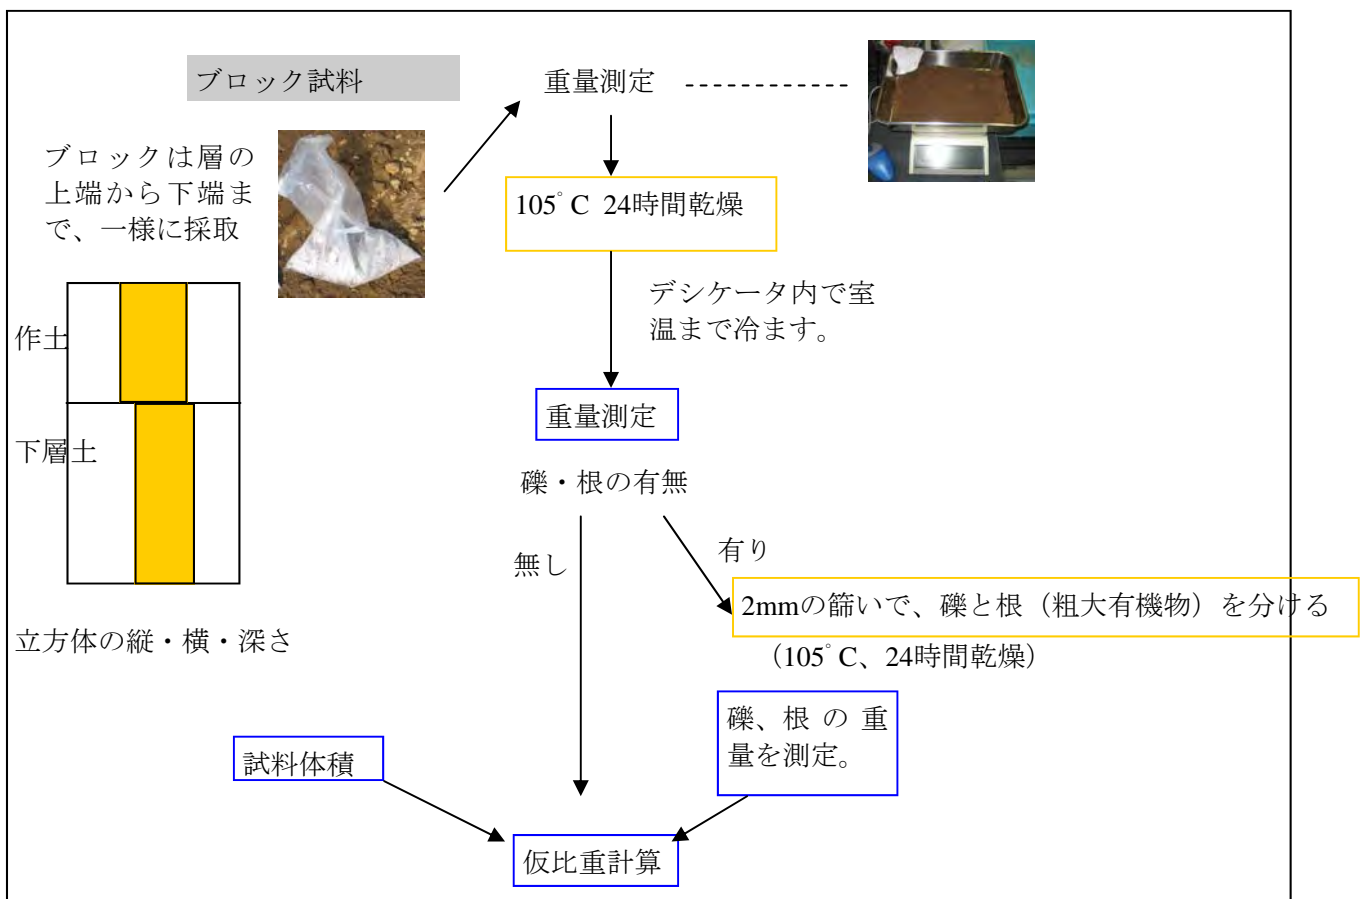 ブロック試料
重量測定
ブロックは層の
上端から下端ま
で、一様に採取
105°C 24時間乾燥
デシケータ内で室
温まで冷ます。
作土
下層土
重量測定
礫・根の有無
無し
有り
2mmの篩いで、礫と根（粗大有機物）を分ける
（105°C、24時間乾燥）
立方体の縦・横・深さ
礫、根の重
量を測定。
試料体積
仮比重計算